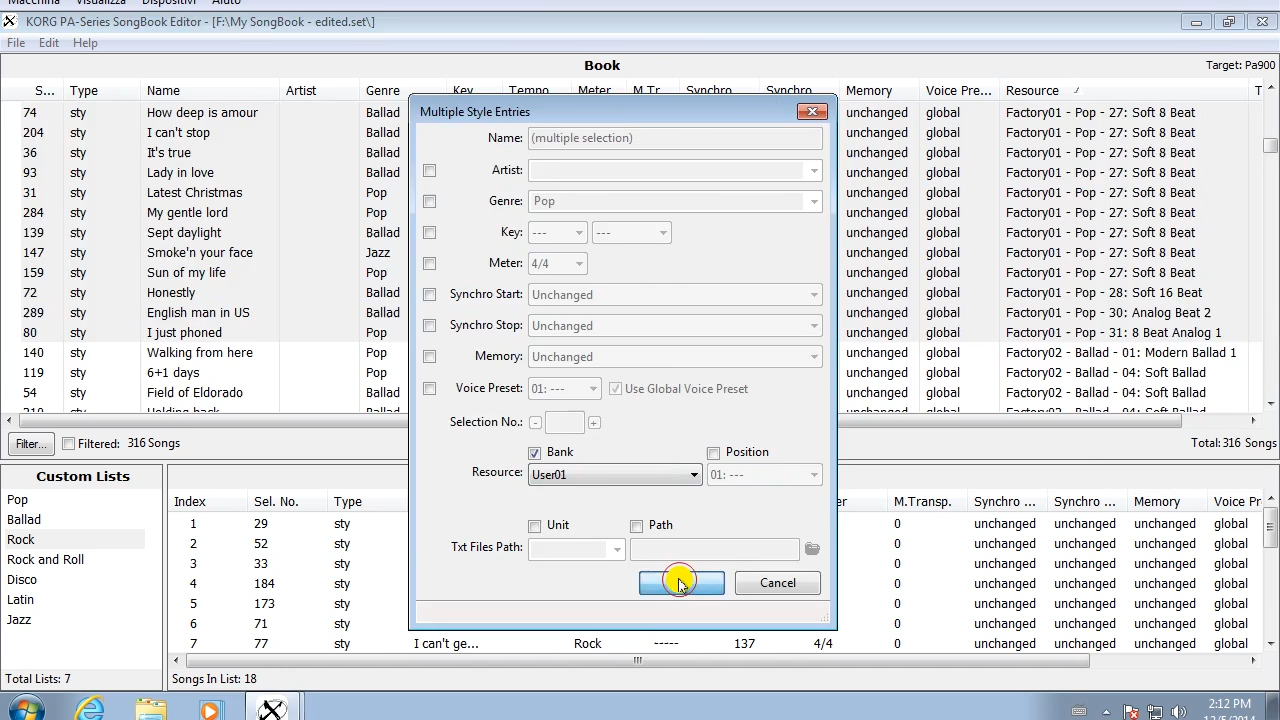 Macchina Visualizza Dispositivi Aiuto
KORG PA-Series SongBook Editor - [F:\My SongBook - edited.set\]
File Edit Help
Book
Target: Pa900
S... Type Name Artist Genre Key Tempo Meter M.Tr. Synchro Synchro Memory Voice Pre... Resource T
74 sty How deep is amour Ballad unchanged global Factory01 - Pop - 27: Soft 8 Beat
204 sty I can't stop Ballad unchanged global Factory01 - Pop - 27: Soft 8 Beat
36 sty It's true Ballad unchanged global Factory01 - Pop - 27: Soft 8 Beat
93 sty Lady in love Ballad unchanged global Factory01 - Pop - 27: Soft 8 Beat
31 sty Latest Christmas Pop unchanged global Factory01 - Pop - 27: Soft 8 Beat
284 sty My gentle lord Pop unchanged global Factory01 - Pop - 27: Soft 8 Beat
139 sty Sept daylight Ballad unchanged global Factory01 - Pop - 27: Soft 8 Beat
147 sty Smoke'n your face Jazz unchanged global Factory01 - Pop - 27: Soft 8 Beat
159 sty Sun of my life Pop unchanged global Factory01 - Pop - 27: Soft 8 Beat
72 sty Honestly Ballad unchanged global Factory01 - Pop - 28: Soft 16 Beat
289 sty English man in US Ballad unchanged global Factory01 - Pop - 30: Analog Beat 2
80 sty I just phoned Pop unchanged global Factory01 - Pop - 31: 8 Beat Analog 1
140 sty Walking from here Pop unchanged global Factory02 - Ballad - 01: Modern Ballad 1
119 sty 6+1 days Pop unchanged global Factory02 - Ballad - 04: Soft Ballad
54 sty Field of Eldorado Ballad unchanged global Factory02 - Ballad - 04: Soft Ballad
Multiple Style Entries
Name: (multiple selection)
Artist:
Genre: Pop
Key: --- ---
Meter: 4/4
Synchro Start: Unchanged
Synchro Stop: Unchanged
Memory: Unchanged
Voice Preset: 01: --- Use Global Voice Preset
Selection No.: - +
Bank Position
Resource: User01 01: ---
Unit Path
Txt Files Path:
Cancel
Filter... Filtered: 316 Songs
Total: 316 Songs
Custom Lists
Pop
Ballad
Rock
Rock and Roll
Disco
Latin
Jazz
Total Lists: 7
Index Sel. No. Type M.Transp. Synchro ... Synchro ... Memory Voice Pr
1 29 sty 0 unchanged unchanged unchanged global
2 52 sty 0 unchanged unchanged unchanged global
3 33 sty 0 unchanged unchanged unchanged global
4 184 sty 0 unchanged unchanged unchanged global
5 173 sty 0 unchanged unchanged unchanged global
6 71 sty 0 unchanged unchanged unchanged global
7 77 sty I can't ge... Rock ----- 137 4/4 0 unchanged unchanged unchanged global
Songs In List: 18
2:12 PM
12/5/2014